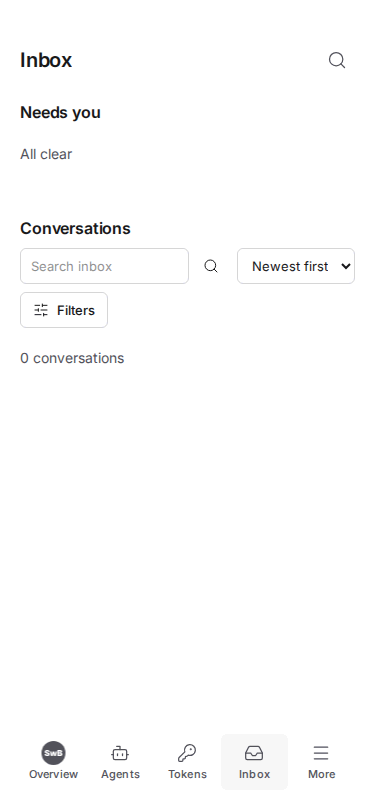 Inbox
Needs you
All clear
Conversations
Search inbox
Newest first
Filters
0 conversations
SwB
Overview
Agents
Tokens
Inbox
More